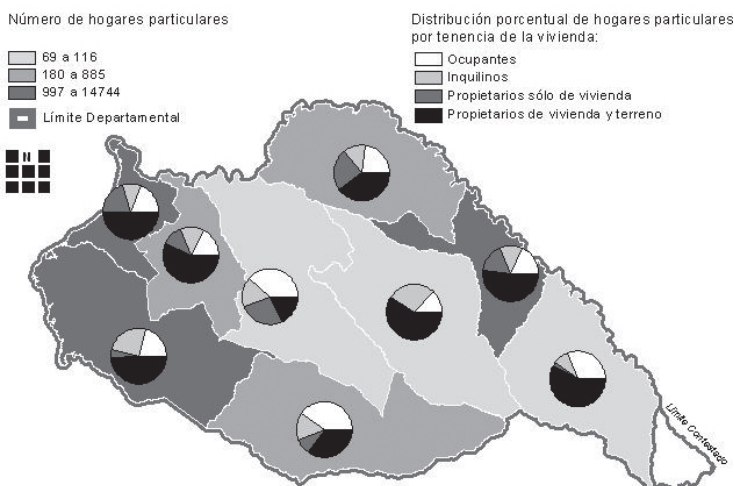 Número de hogares particulares
69 a 116
180 a 885
997 a 14744
Límite Departamental
N
Distribución porcentual de hogares particulares
por tenencia de la vivienda:
Ocupantes
Inquilinos
Propietarios sólo de vivienda
Propietarios de vivienda y terreno
Límite Contestado